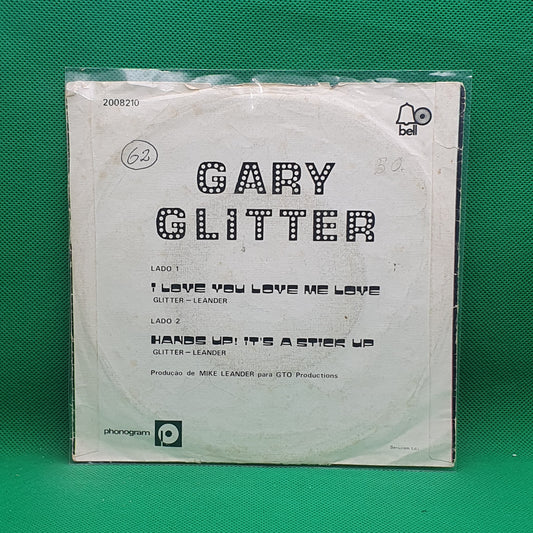 2008210
bell
62
B O.
GARY
GLITTER
LADO 1
I LOVE YOU LOVE ME LOVE
GLITTER – LEANDER
LADO 2
HANDS UP! IT'S A STICK UP
GLITTER – LEANDER
Produção de MIKE LEANDER para GTO Productions
phonogram